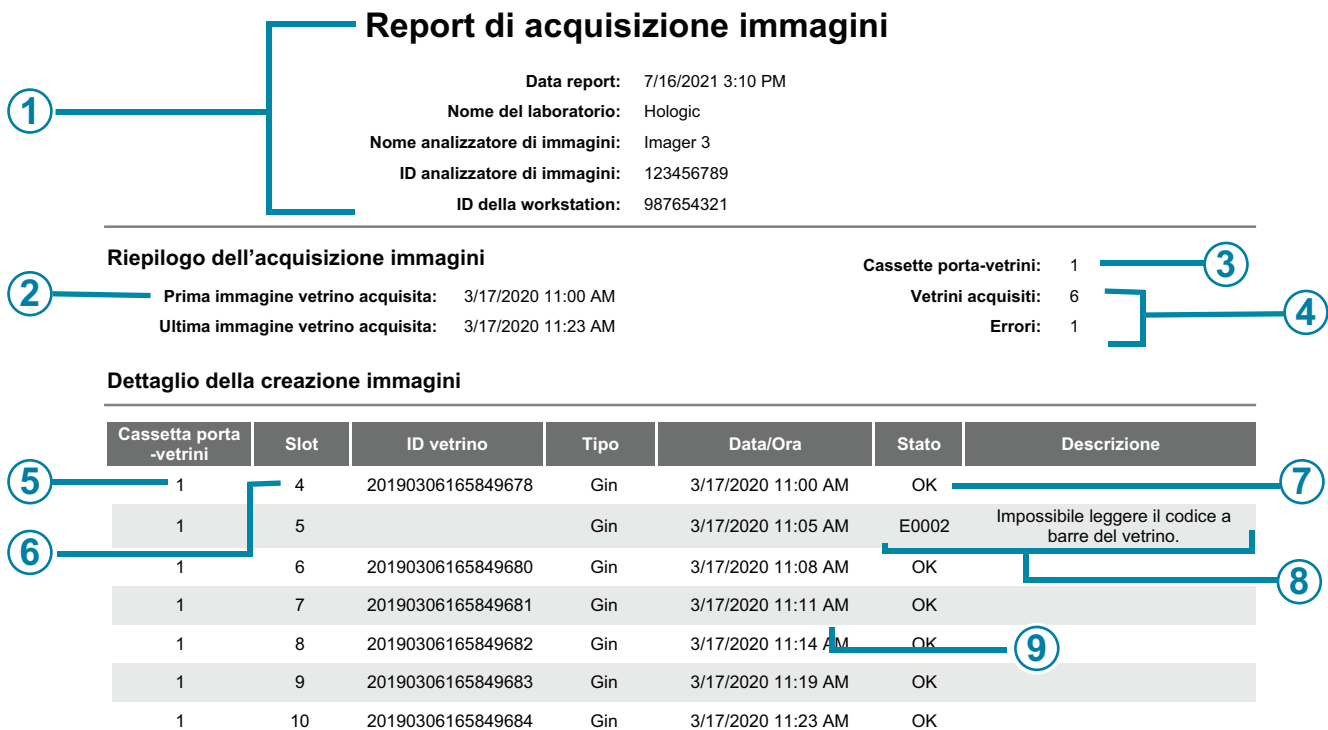 Report di acquisizione immagini
1
Data report: 7/16/2021 3:10 PM
Nome del laboratorio: Hologic
Nome analizzatore di immagini: Imager 3
ID analizzatore di immagini: 123456789
ID della workstation: 987654321
Riepilogo dell'acquisizione immagini
Cassette porta-vetrini: 1
3
2
Prima immagine vetrino acquisita: 3/17/2020 11:00 AM
Vetrini acquisiti: 6
4
Ultima immagine vetrino acquisita: 3/17/2020 11:23 AM
Errori: 1
Dettaglio della creazione immagini
Cassetta porta
-vetrini
Slot ID vetrino Tipo Data/Ora Stato Descrizione
5
1 4 20190306165849678 Gin 3/17/2020 11:00 AM OK
7
1 5 Gin 3/17/2020 11:05 AM E0002 Impossibile leggere il codice a
barre del vetrino.
6
1 6 20190306165849680 Gin 3/17/2020 11:08 AM OK
8
1 7 20190306165849681 Gin 3/17/2020 11:11 AM OK
1 8 20190306165849682 Gin 3/17/2020 11:14 AM OK
9
1 9 20190306165849683 Gin 3/17/2020 11:19 AM OK
1 10 20190306165849684 Gin 3/17/2020 11:23 AM OK